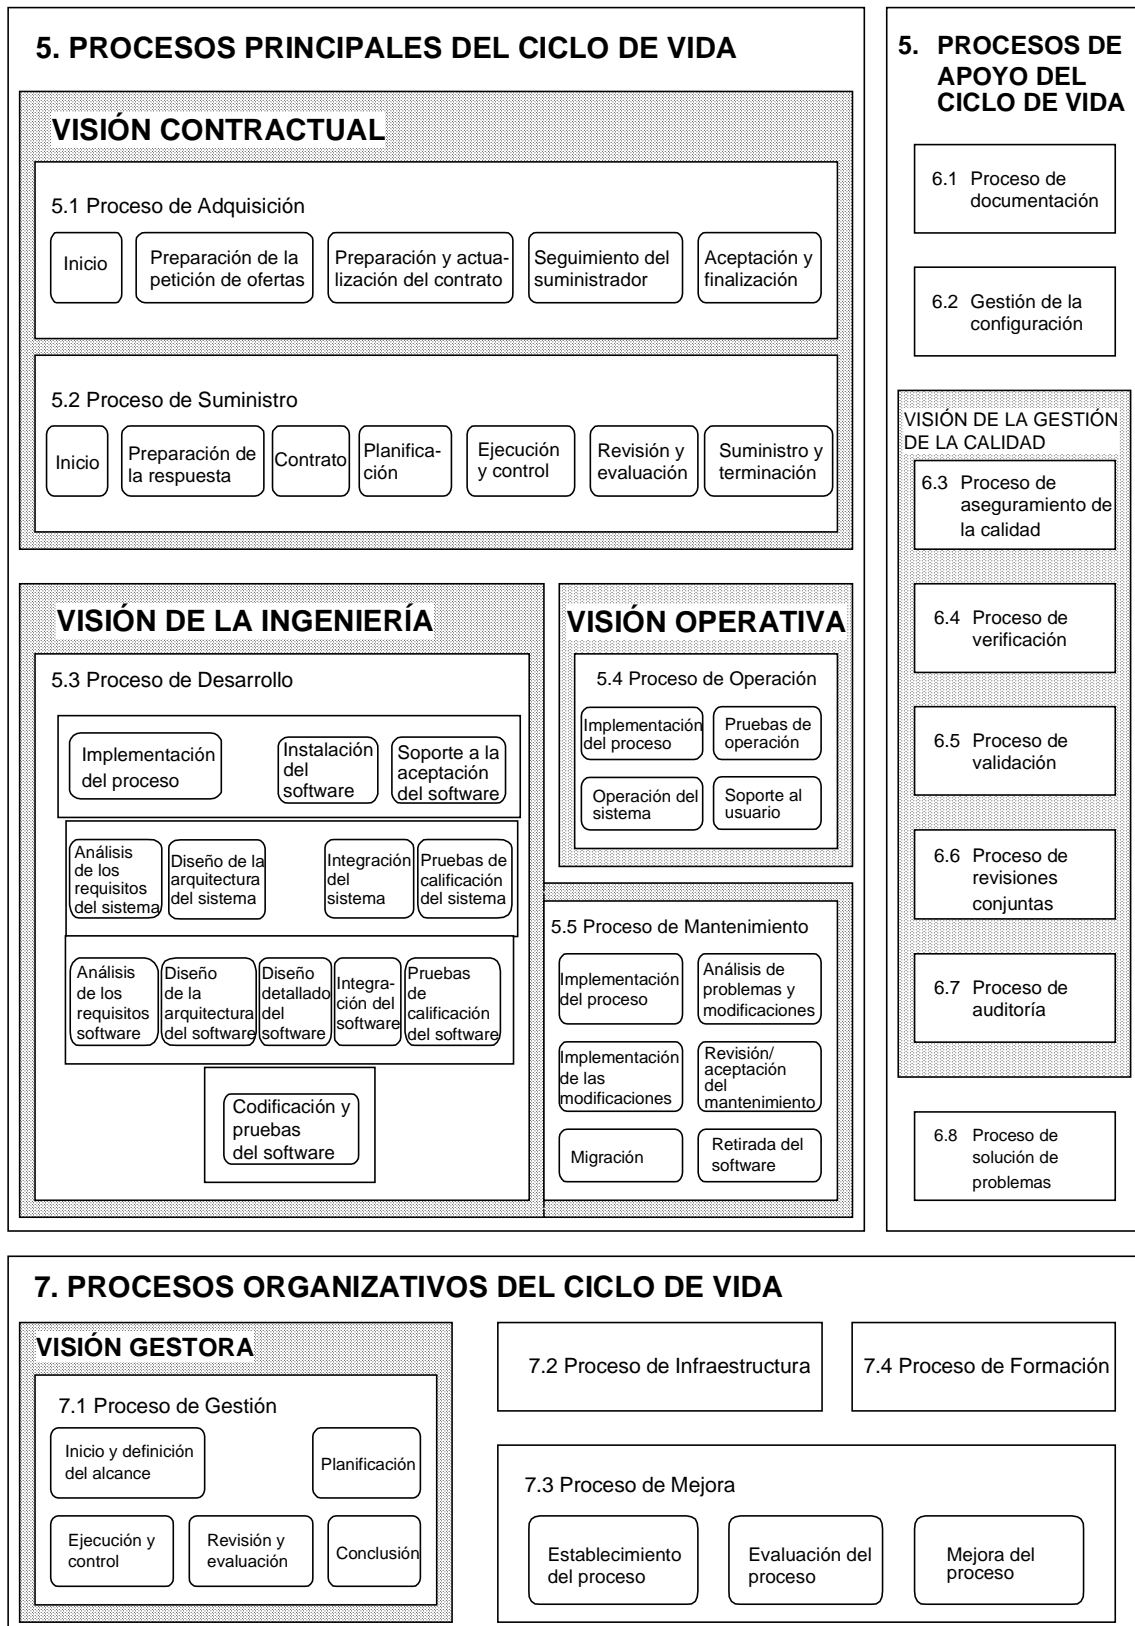 5. PROCESOS PRINCIPALES DEL CICLO DE VIDA
VISIÓN CONTRACTUAL
5.1 Proceso de Adquisición
Inicio
Preparación de la
petición de ofertas
Preparación y actua-
lización del contrato
Seguimiento del
suministrador
Aceptación y
finalización
5.2 Proceso de Suministro
Inicio
Preparación de
la respuesta
Contrato
Planifica-
ción
Ejecución
y control
Revisión y
evaluación
Suministro y
terminación
VISIÓN DE LA INGENIERÍA
5.3 Proceso de Desarrollo
Implementación
del proceso
Instalación
del
software
Soporte a la
aceptación
del software
Análisis
de los
requisitos
del sistema
Diseño de la
arquitectura
del sistema
Integración
del
sistema
Pruebas de
calificación
del sistema
Análisis
de los
requisitos
software
Diseño
de la
arquitectura
del software
Diseño
detallado
del
software
Integra-
ción del
software
Pruebas
de
calificación
del software
Codificación y
pruebas
del software
VISIÓN OPERATIVA
5.4 Proceso de Operación
Implementación
del proceso
Pruebas de
operación
Operación del
sistema
Soporte al
usuario
5.5 Proceso de Mantenimiento
Implementación
del proceso
Análisis de
problemas y
modificaciones
Implementación
de las
modificaciones
Revisión/
aceptación
del
mantenimiento
Migración
Retirada del
software
5. PROCESOS DE
APOYO DEL
CICLO DE VIDA
6.1 Proceso de
documentación
6.2 Gestión de la
configuración
VISIÓN DE LA GESTIÓN
DE LA CALIDAD
6.3 Proceso de
aseguramiento de
la calidad
6.4 Proceso de
verificación
6.5 Proceso de
validación
6.6 Proceso de
revisiones
conjuntas
6.7 Proceso de
auditoría
6.8 Proceso de
solución de
problemas
7. PROCESOS ORGANIZATIVOS DEL CICLO DE VIDA
VISIÓN GESTORA
7.1 Proceso de Gestión
Inicio y definición
del alcance
Planificación
Ejecución y
control
Revisión y
evaluación
Conclusión
7.2 Proceso de Infraestructura
7.4 Proceso de Formación
7.3 Proceso de Mejora
Establecimiento
del proceso
Evaluación del
proceso
Mejora del
proceso